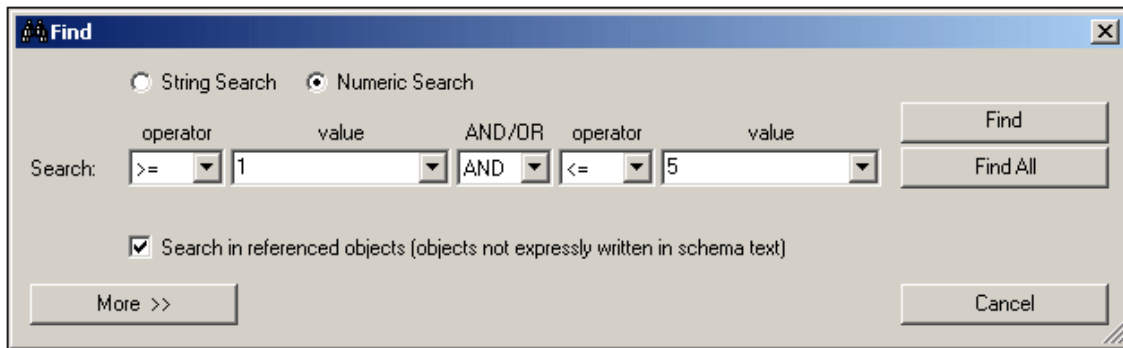 Find
String Search Numeric Search
operator value AND/OR operator value
Find
Search: >= 1 AND <= 5
Find All
Search in referenced objects (objects not expressly written in schema text)
More >> Cancel